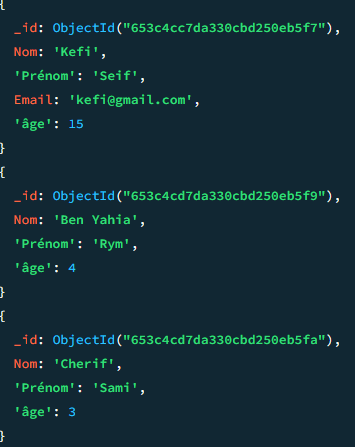 {
_id: ObjectId("653c4cc7da330cbd250eb5f7"),
Nom: 'Kefi',
'Prénom': 'Seif',
Email: 'kefi@gmail.com',
'âge': 15
}
{
_id: ObjectId("653c4cd7da330cbd250eb5f9"),
Nom: 'Ben Yahia',
'Prénom': 'Rym',
'âge': 4
}
{
_id: ObjectId("653c4cd7da330cbd250eb5fa"),
Nom: 'Cherif',
'Prénom': 'Sami',
'âge': 3
}